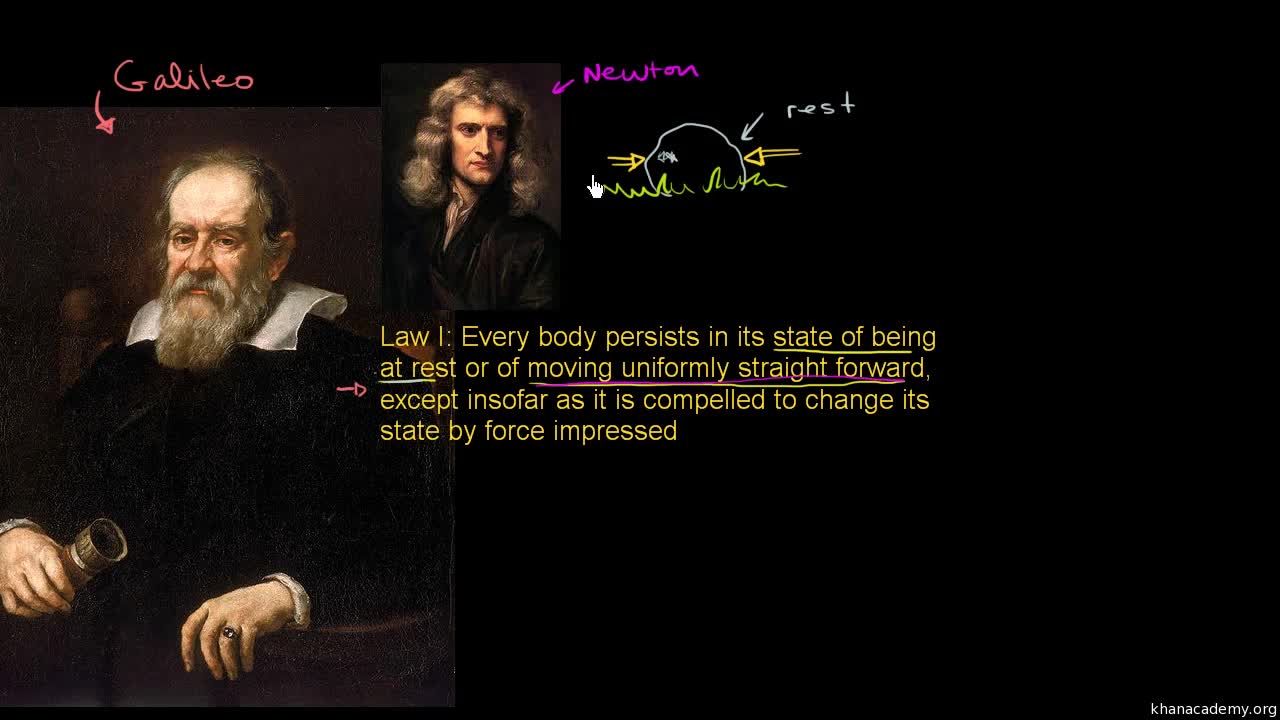 Galileo
Newton
rest
Law I: Every body persists in its state of being
at rest or of moving uniformly straight forward,
except insofar as it is compelled to change its
state by force impressed
khanacademy.org